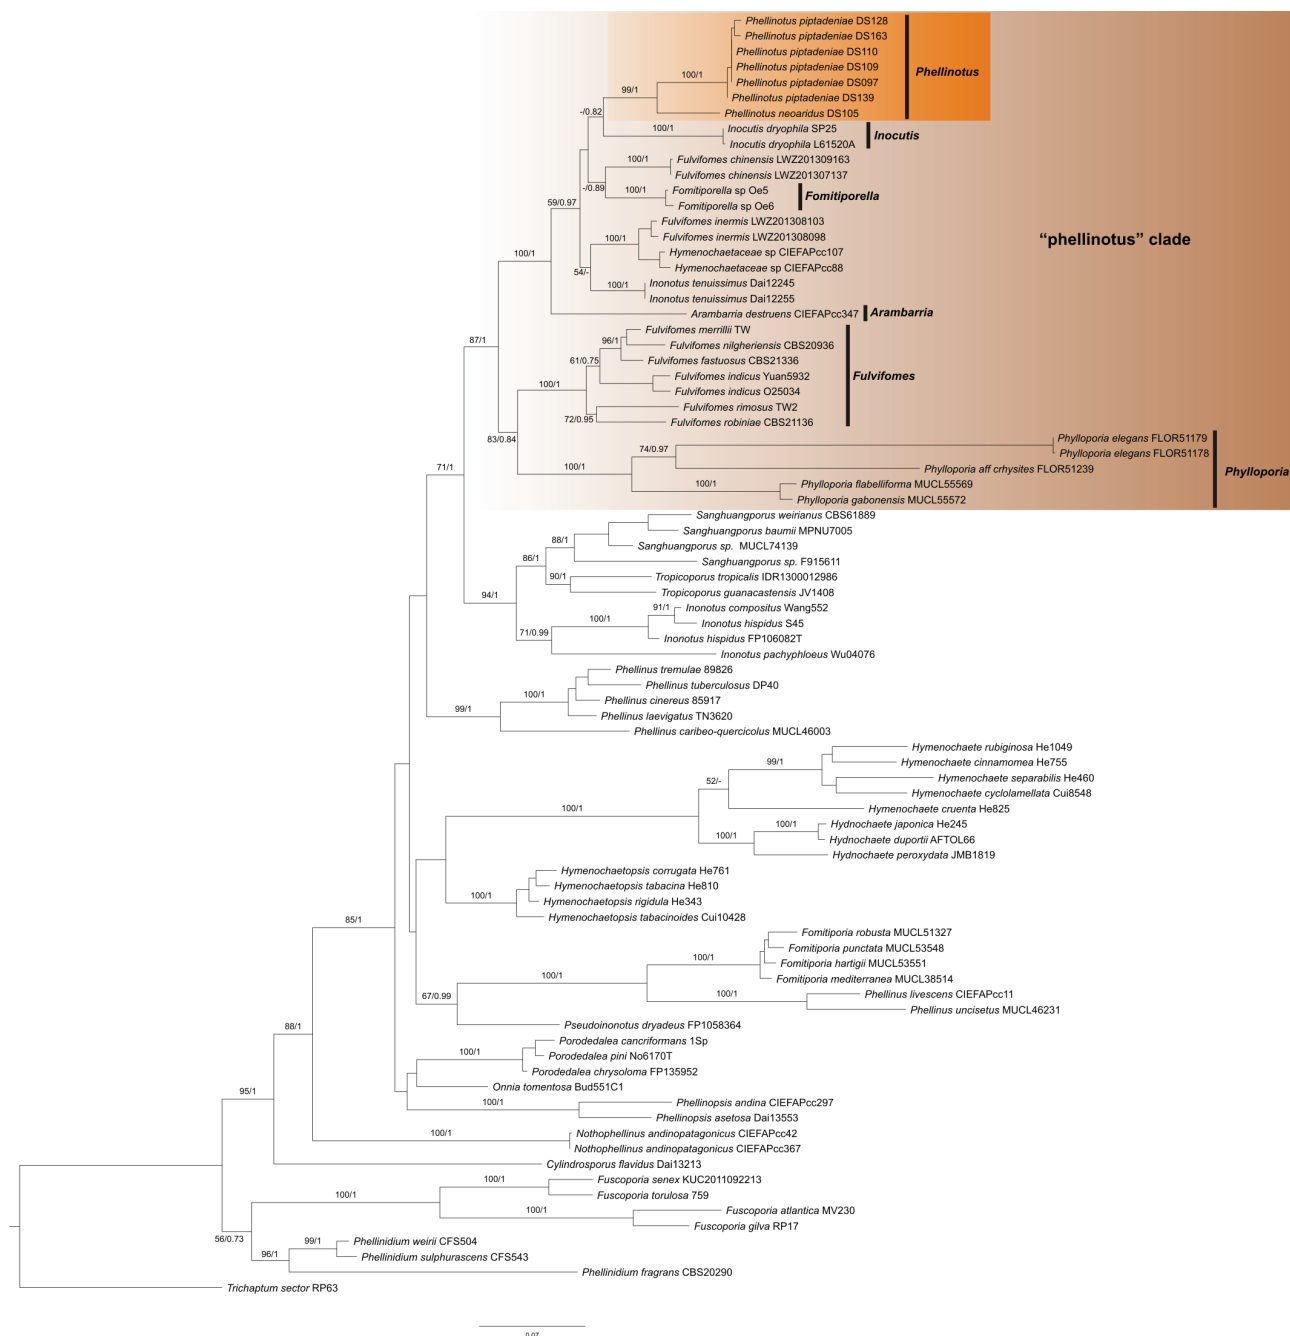 Phellinotus piptadeniae DS128
Phellinotus piptadeniae DS163
Phellinotus piptadeniae DS110
Phellinotus piptadeniae DS109
Phellinotus
100/1
Phellinotus piptadeniae DS097
99/1
Phellinotus piptadeniae DS139
-/0.82
Phellinotus neoaridus DS105
100/1
Inocutis dryophila SP25
Inocutis
Inocutis dryophila L61520A
100/1
Fulvifomes chinensis LWZ201309163
-/0.89
Fulvifomes chinensis LWZ201307137
100/1
Fomitiporella sp Oe5
Fomitiporella
59/0.97
Fomitiporella sp Oe6
Fulvifomes inermis LWZ201308103
100/1
Fulvifomes inermis LWZ201308098
“phellinotus” clade
100/1
Hymenochaetaceae sp CIEFAPcc107
54/-
Hymenochaetaceae sp CIEFAPcc88
100/1
Inonotus tenuissimus Dai12245
Inonotus tenuissimus Dai12255
Arambarria destruens CIEFAPcc347
Arambarria
87/1
Fulvifomes merrillii TW
96/1
Fulvifomes nilgheriensis CBS20936
61/0.75
Fulvifomes fastuosus CBS21336
100/1
Fulvifomes indicus Yuan5932
Fulvifomes
Fulvifomes indicus O25034
Fulvifomes rimosus TW2
72/0.95
Fulvifomes robiniae CBS21136
83/0.84
Phylloporia elegans FLOR51179
74/0.97
Phylloporia elegans FLOR51178
71/1
100/1
Phylloporia aff crhysites FLOR51239
Phylloporia
100/1
Phylloporia flabelliforma MUCL55569
Phylloporia gabonensis MUCL55572
Sanghuangporus weirianus CBS61889
Sanghuangporus baumii MPNU7005
88/1
Sanghuangporus sp. MUCL74139
86/1
Sanghuangporus sp. F915611
90/1
Tropicoporus tropicalis IDR1300012986
94/1
Tropicoporus guanacastensis JV1408
91/1
Inonotus compositus Wang552
100/1
Inonotus hispidus S45
71/0.99
Inonotus hispidus FP106082T
Inonotus pachyphloeus Wu04076
Phellinus tremulae 89826
Phellinus tuberculosus DP40
100/1
Phellinus cinereus 85917
99/1
Phellinus laevigatus TN3620
Phellinus caribeo-quercicolus MUCL46003
Hymenochaete rubiginosa He1049
99/1
Hymenochaete cinnamomea He755
52/-
Hymenochaete separabilis He460
Hymenochaete cyclolamellata Cui8548
100/1
Hymenochaete cruenta He825
100/1
Hydnochaete japonica He245
100/1
Hydnochaete duportii AFTOL66
Hydnochaete peroxydata JMB1819
Hymenochaetopsis corrugata He761
Hymenochaetopsis tabacina He810
100/1
Hymenochaetopsis rigidula He343
Hymenochaetopsis tabacinoides Cui10428
85/1
Fomitiporia robusta MUCL51327
Fomitiporia punctata MUCL53548
100/1
Fomitiporia hartigii MUCL53551
100/1
Fomitiporia mediterranea MUCL38514
67/0.99
100/1
Phellinus livescens CIEFAPcc11
Phellinus uncisetus MUCL46231
88/1
Pseudoinonotus dryadeus FP1058364
Porodedalea cancriformans 1Sp
100/1
Porodedalea pini No6170T
Porodedalea chrysoloma FP135952
Onnia tomentosa Bud551C1
95/1
100/1
Phellinopsis andina CIEFAPcc297
Phellinopsis asetosa Dai13553
100/1
Nothophellinus andinopatagonicus CIEFAPcc42
Nothophellinus andinopatagonicus CIEFAPcc367
Cylindrosporus flavidus Dai13213
100/1
Fuscoporia senex KUC2011092213
Fuscoporia torulosa 759
100/1
Fuscoporia atlantica MV230
Fuscoporia gilva RP17
56/0.73
99/1
Phellinidium weirii CFS504
96/1
Phellinidium sulphurascens CFS543
Phellinidium fragrans CBS20290
Trichaptum sector RP63
0.07